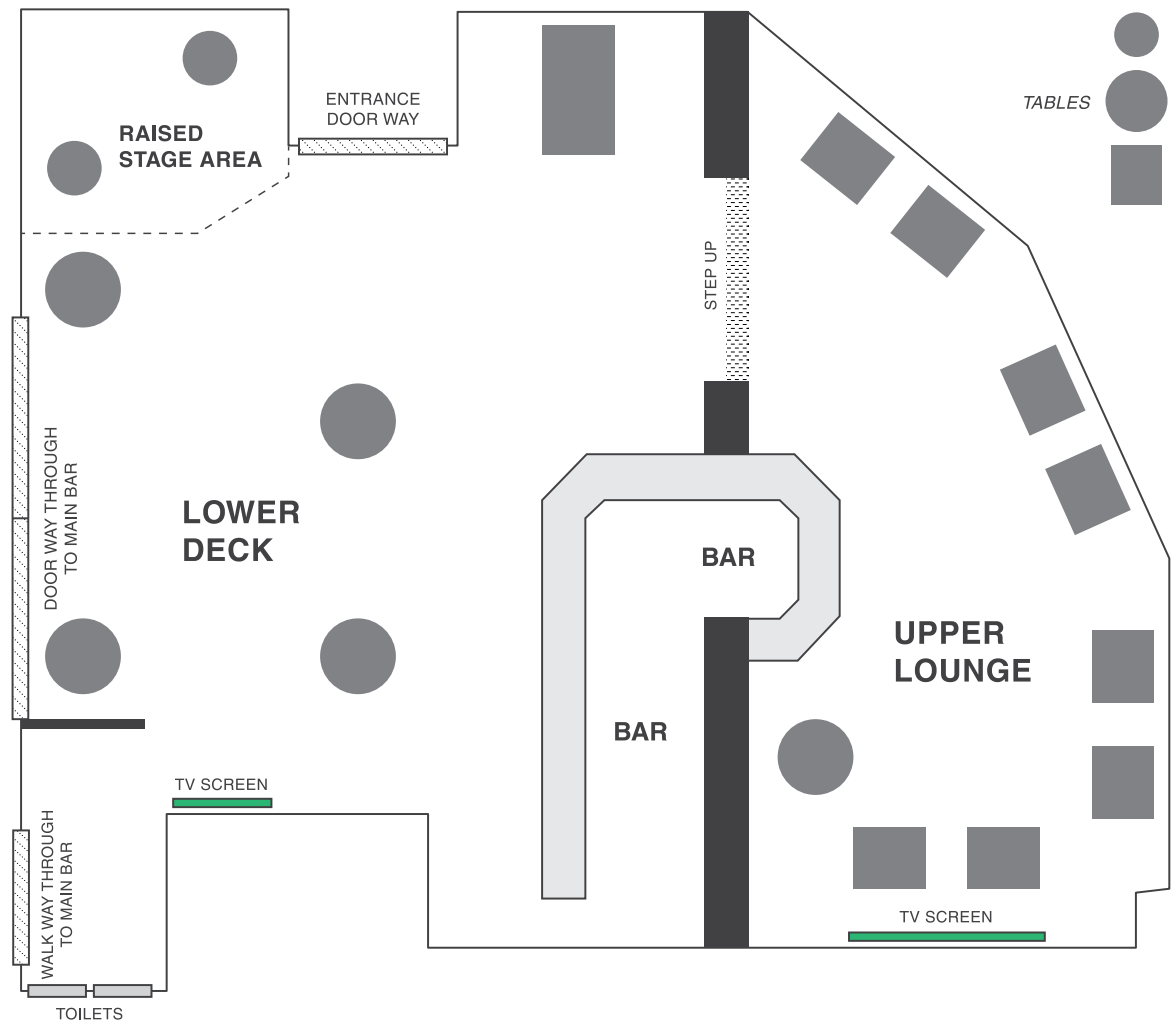 ENTRANCE
DOOR WAY
TABLES
RAISED
STAGE AREA
STEP UP
DOOR WAY THROUGH
TO MAIN BAR
LOWER
DECK
BAR
UPPER
LOUNGE
BAR
TV SCREEN
WALK WAY THROUGH
TO MAIN BAR
TV SCREEN
TOILETS